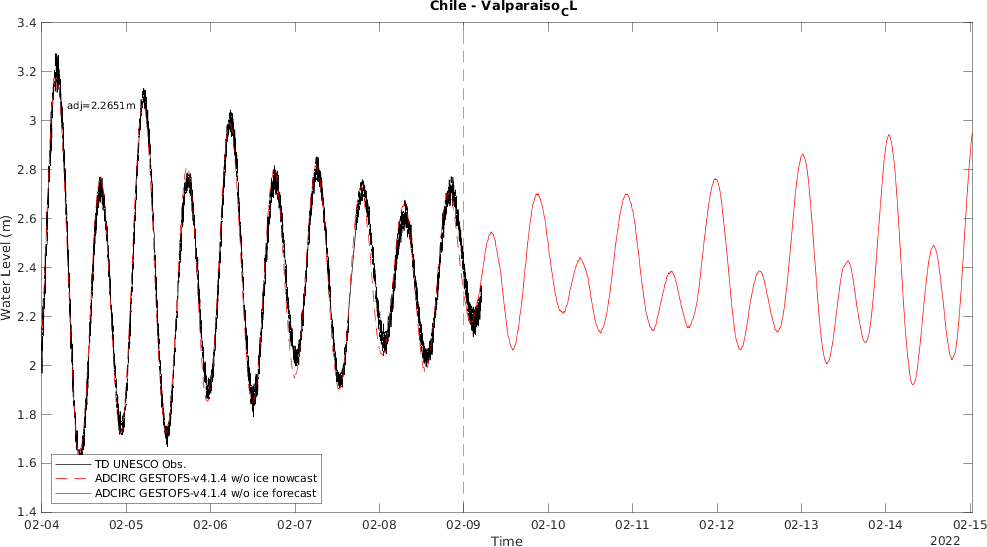 Chile - Valparaiso_CL
3.4
3.2
3
2.8
2.6
2.4
2.2
2
1.8
1.6
1.4
Water Level (m)
adj=2.2651m
TD UNESCO Obs.
ADCIRC GESTOFS-v4.1.4 w/o ice nowcast
ADCIRC GESTOFS-v4.1.4 w/o ice forecast
02-04 02-05 02-06 02-07 02-08 02-09 02-10 02-11 02-12 02-13 02-14 02-15
Time
2022